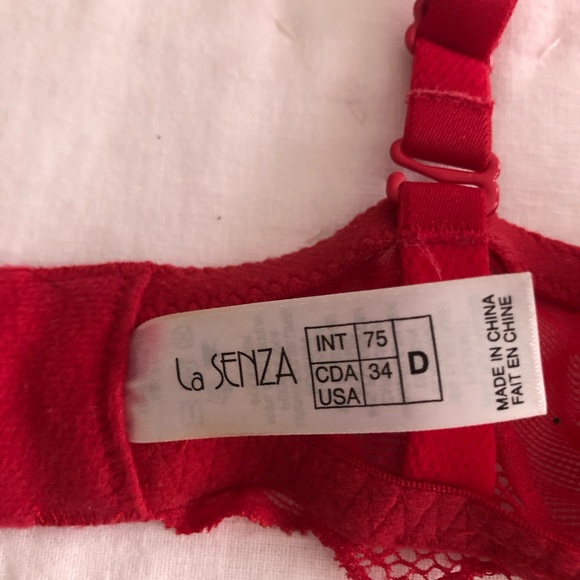 La SENZA
INT 75 D
CDA USA 34
MADE IN CHINA
FAIT EN CHINE